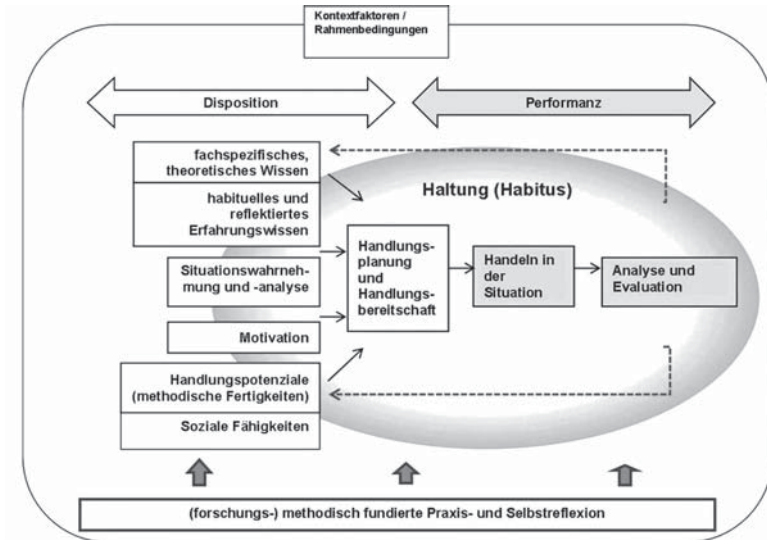 Kontextfaktoren /
Rahmenbedingungen
Disposition
Performanz
fachspezifisches,
theoretisches Wissen
habituelles und
reflektiertes
Erfahrungswissen
Situationswahrneh-
mung und -analyse
Motivation
Handlungspotenziale
(methodische Fertigkeiten)
Soziale Fähigkeiten
Haltung (Habitus)
Handlungs-
planung
und
Handlungs-
bereitschaft
Handeln in
der
Situation
Analyse und
Evaluation
(forschungs-) methodisch fundierte Praxis- und Selbstreflexion